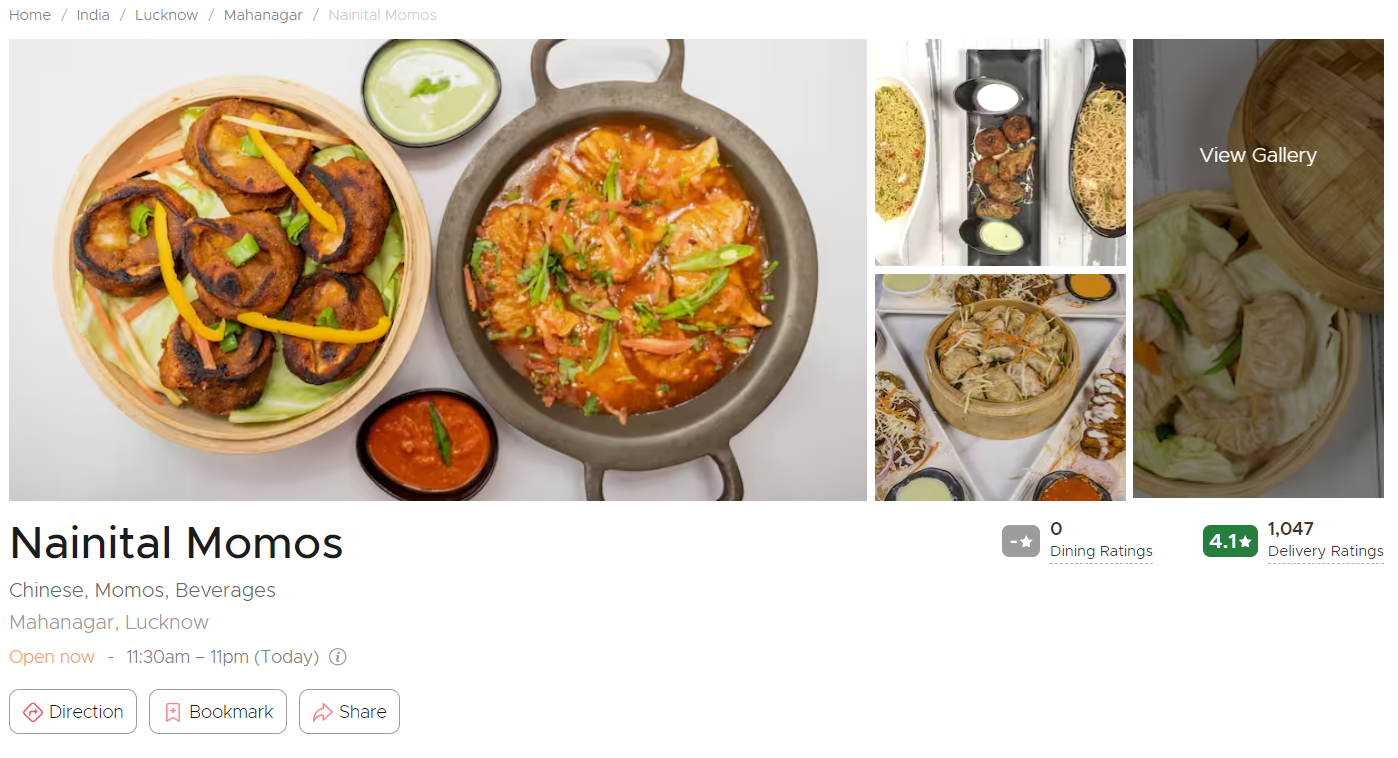 Home / India / Lucknow / Mahanagar / Nainital Momos
View Gallery
Nainital Momos
Chinese, Momos, Beverages
Mahanagar, Lucknow
Open now - 11:30am – 11pm (Today)
Direction
Bookmark
Share
-
0
Dining Ratings
4.1
1,047
Delivery Ratings